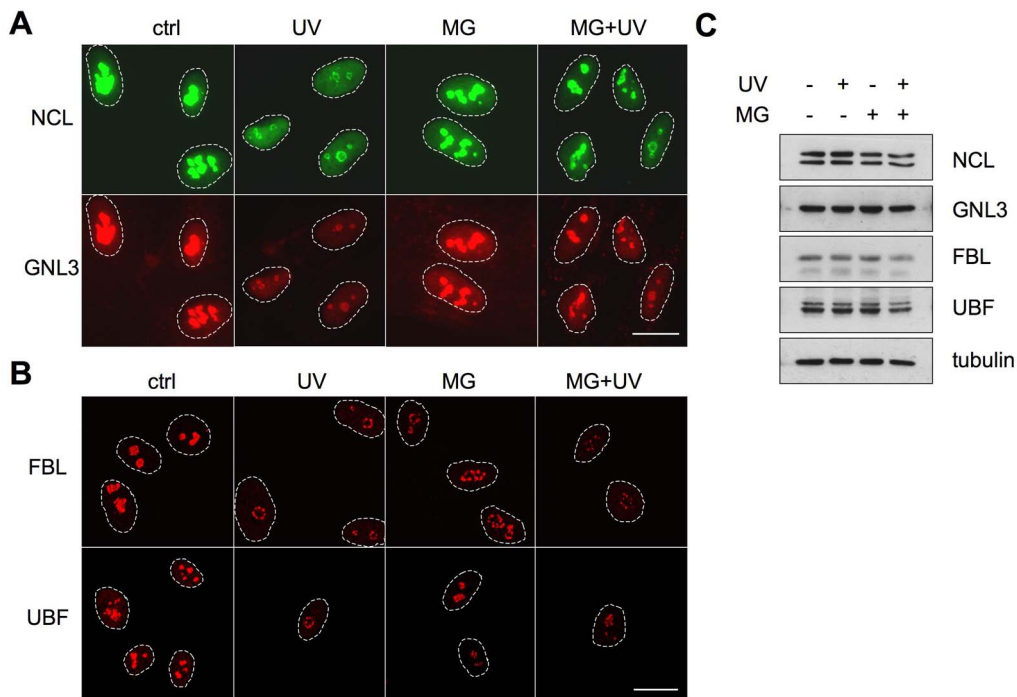 A
ctrl UV MG MG+UV
NCL
GNL3
B
ctrl UV MG MG+UV
FBL
UBF
C
UV - + - +
MG - - + +
NCL
GNL3
FBL
UBF
tubulin